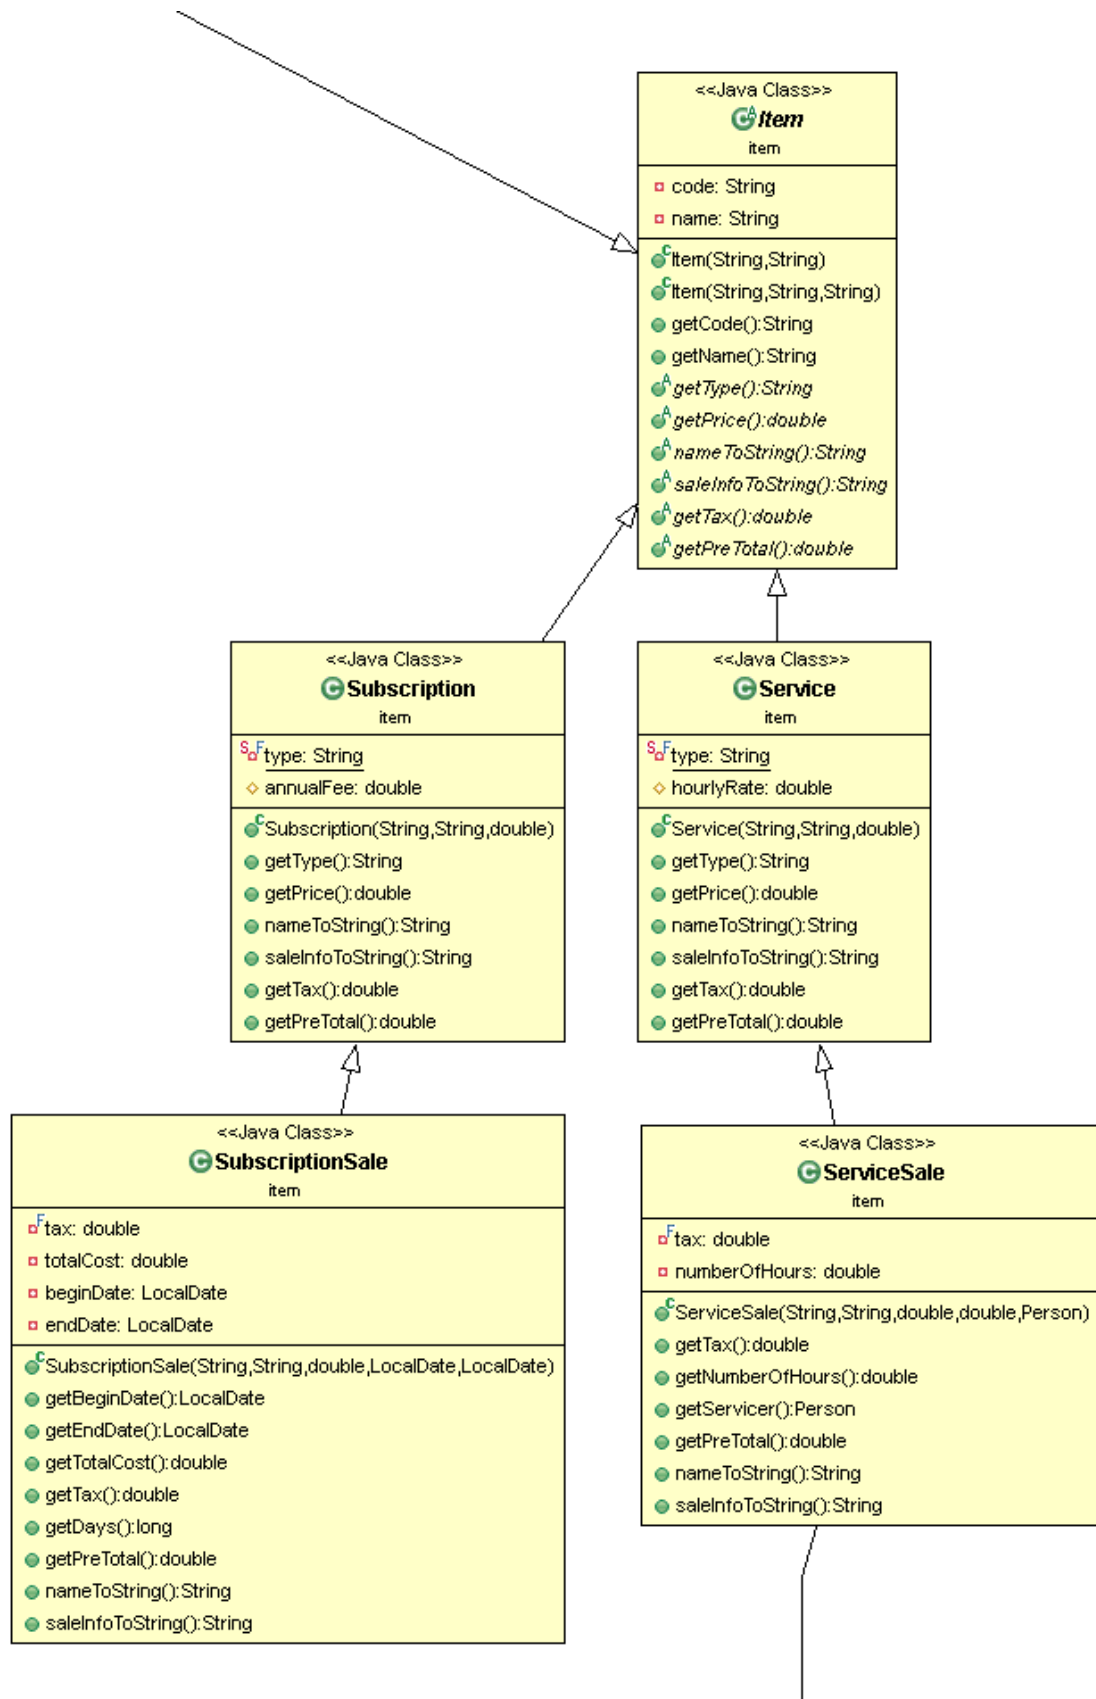 <<Java Class>>
Item
item
code: String
name: String
Item(String,String)
Item(String,String,String)
getCode():String
getName():String
getType():String
getPrice():double
nameToString():String
saleInfoToString():String
getTax():double
getPreTotal():double
<<Java Class>>
Subscription
item
type: String
annualFee: double
Subscription(String,String,double)
getType():String
getPrice():double
nameToString():String
saleInfoToString():String
getTax():double
getPreTotal():double
<<Java Class>>
Service
item
type: String
hourlyRate: double
Service(String,String,double)
getType():String
getPrice():double
nameToString():String
saleInfoToString():String
getTax():double
getPreTotal():double
<<Java Class>>
SubscriptionSale
item
tax: double
totalCost: double
beginDate: LocalDate
endDate: LocalDate
SubscriptionSale(String,String,double,LocalDate,LocalDate)
getBeginDate():LocalDate
getEndDate():LocalDate
getTotalCost():double
getTax():double
getDays():long
getPreTotal():double
nameToString():String
saleInfoToString():String
<<Java Class>>
ServiceSale
item
tax: double
numberOfHours: double
ServiceSale(String,String,double,double,Person)
getTax():double
getNumberOfHours():double
getServicer():Person
getPreTotal():double
nameToString():String
saleInfoToString():String